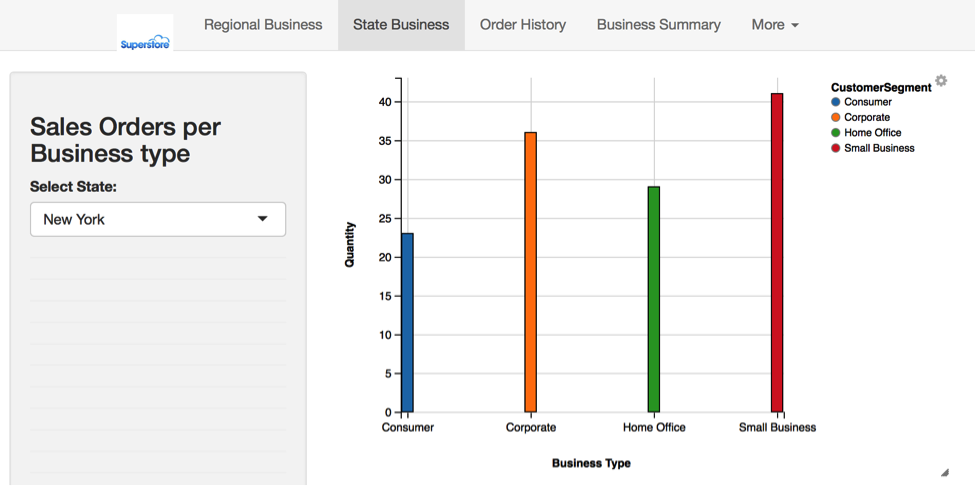 Superstore
Regional Business
State Business
Order History
Business Summary
More
Sales Orders per
Business type
Select State:
New York
Quantity
40
35
30
25
20
15
10
5
0
Consumer
Corporate
Home Office
Small Business
Business Type
CustomerSegment
Consumer
Corporate
Home Office
Small Business